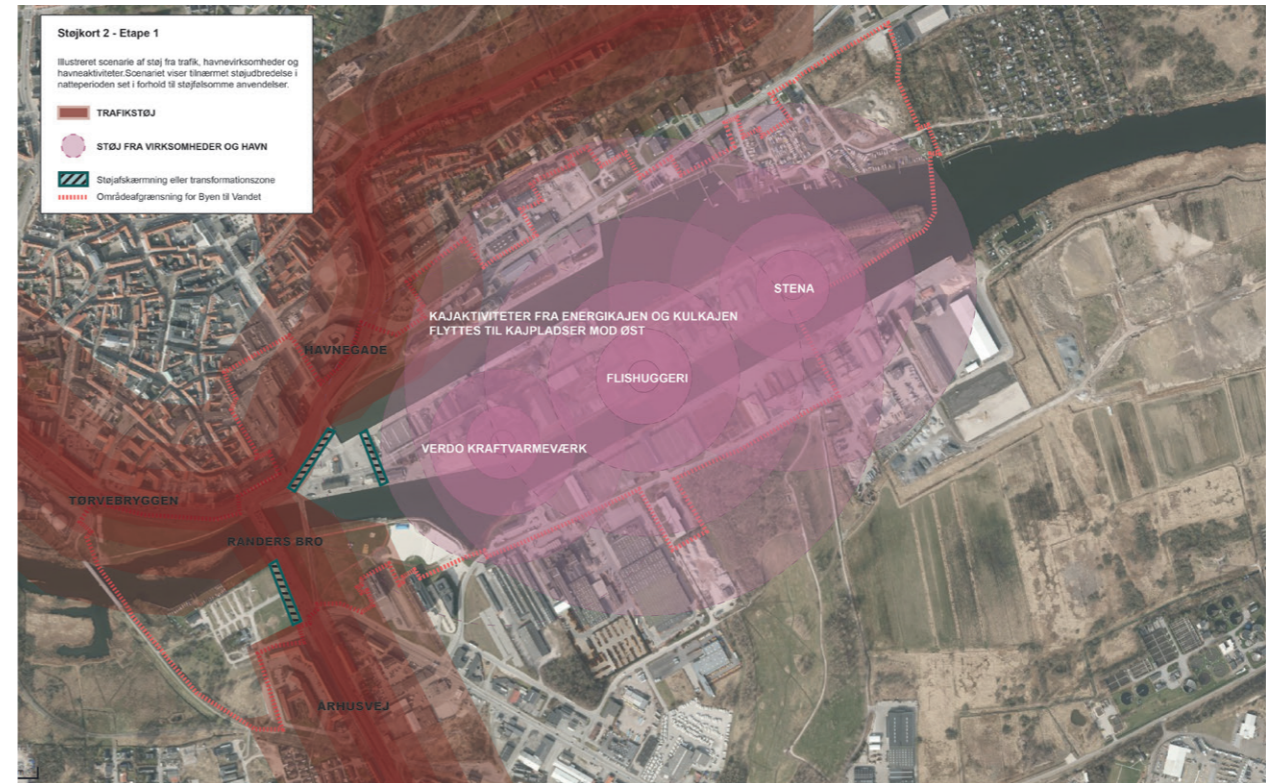 Støjkort 2 - Etape 1
Illustreret scenarie af støj fra trafik, havnevirksomheder og
havneaktiviteter.Scenariet viser tilnærmet støjudbredelse i
natteperioden set i forhold til støjfølsomme anvendelser.
TRAFIKSTØJ
STØJ FRA VIRKSOMHEDER OG HAVN
Støjafskærmning eller transformationszone
Områdeafgrænsning for Byen til Vandet
STENA
KAJAKTIVITETER FRA ENERGIKAJEN OG KULKAJEN
FLYTTES TIL KAJPLADSER MOD ØST
HAVNEGADE
FLISHUGGERI
VERDO KRAFTVARMEVÆRK
TØRVEBRYGGEN
RANDERS BRO
ÅRHUSVEJ